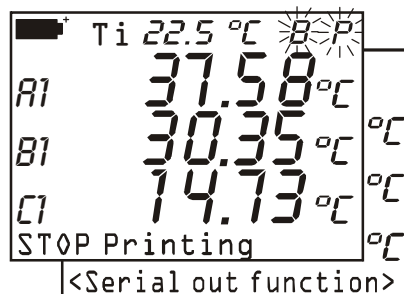 Ti 22.5 °C B P
A1 37.58 °C
°C
B1 30.35 °C
°C
C1 14.73 °C
STOP Printing °C
<Serial out function>